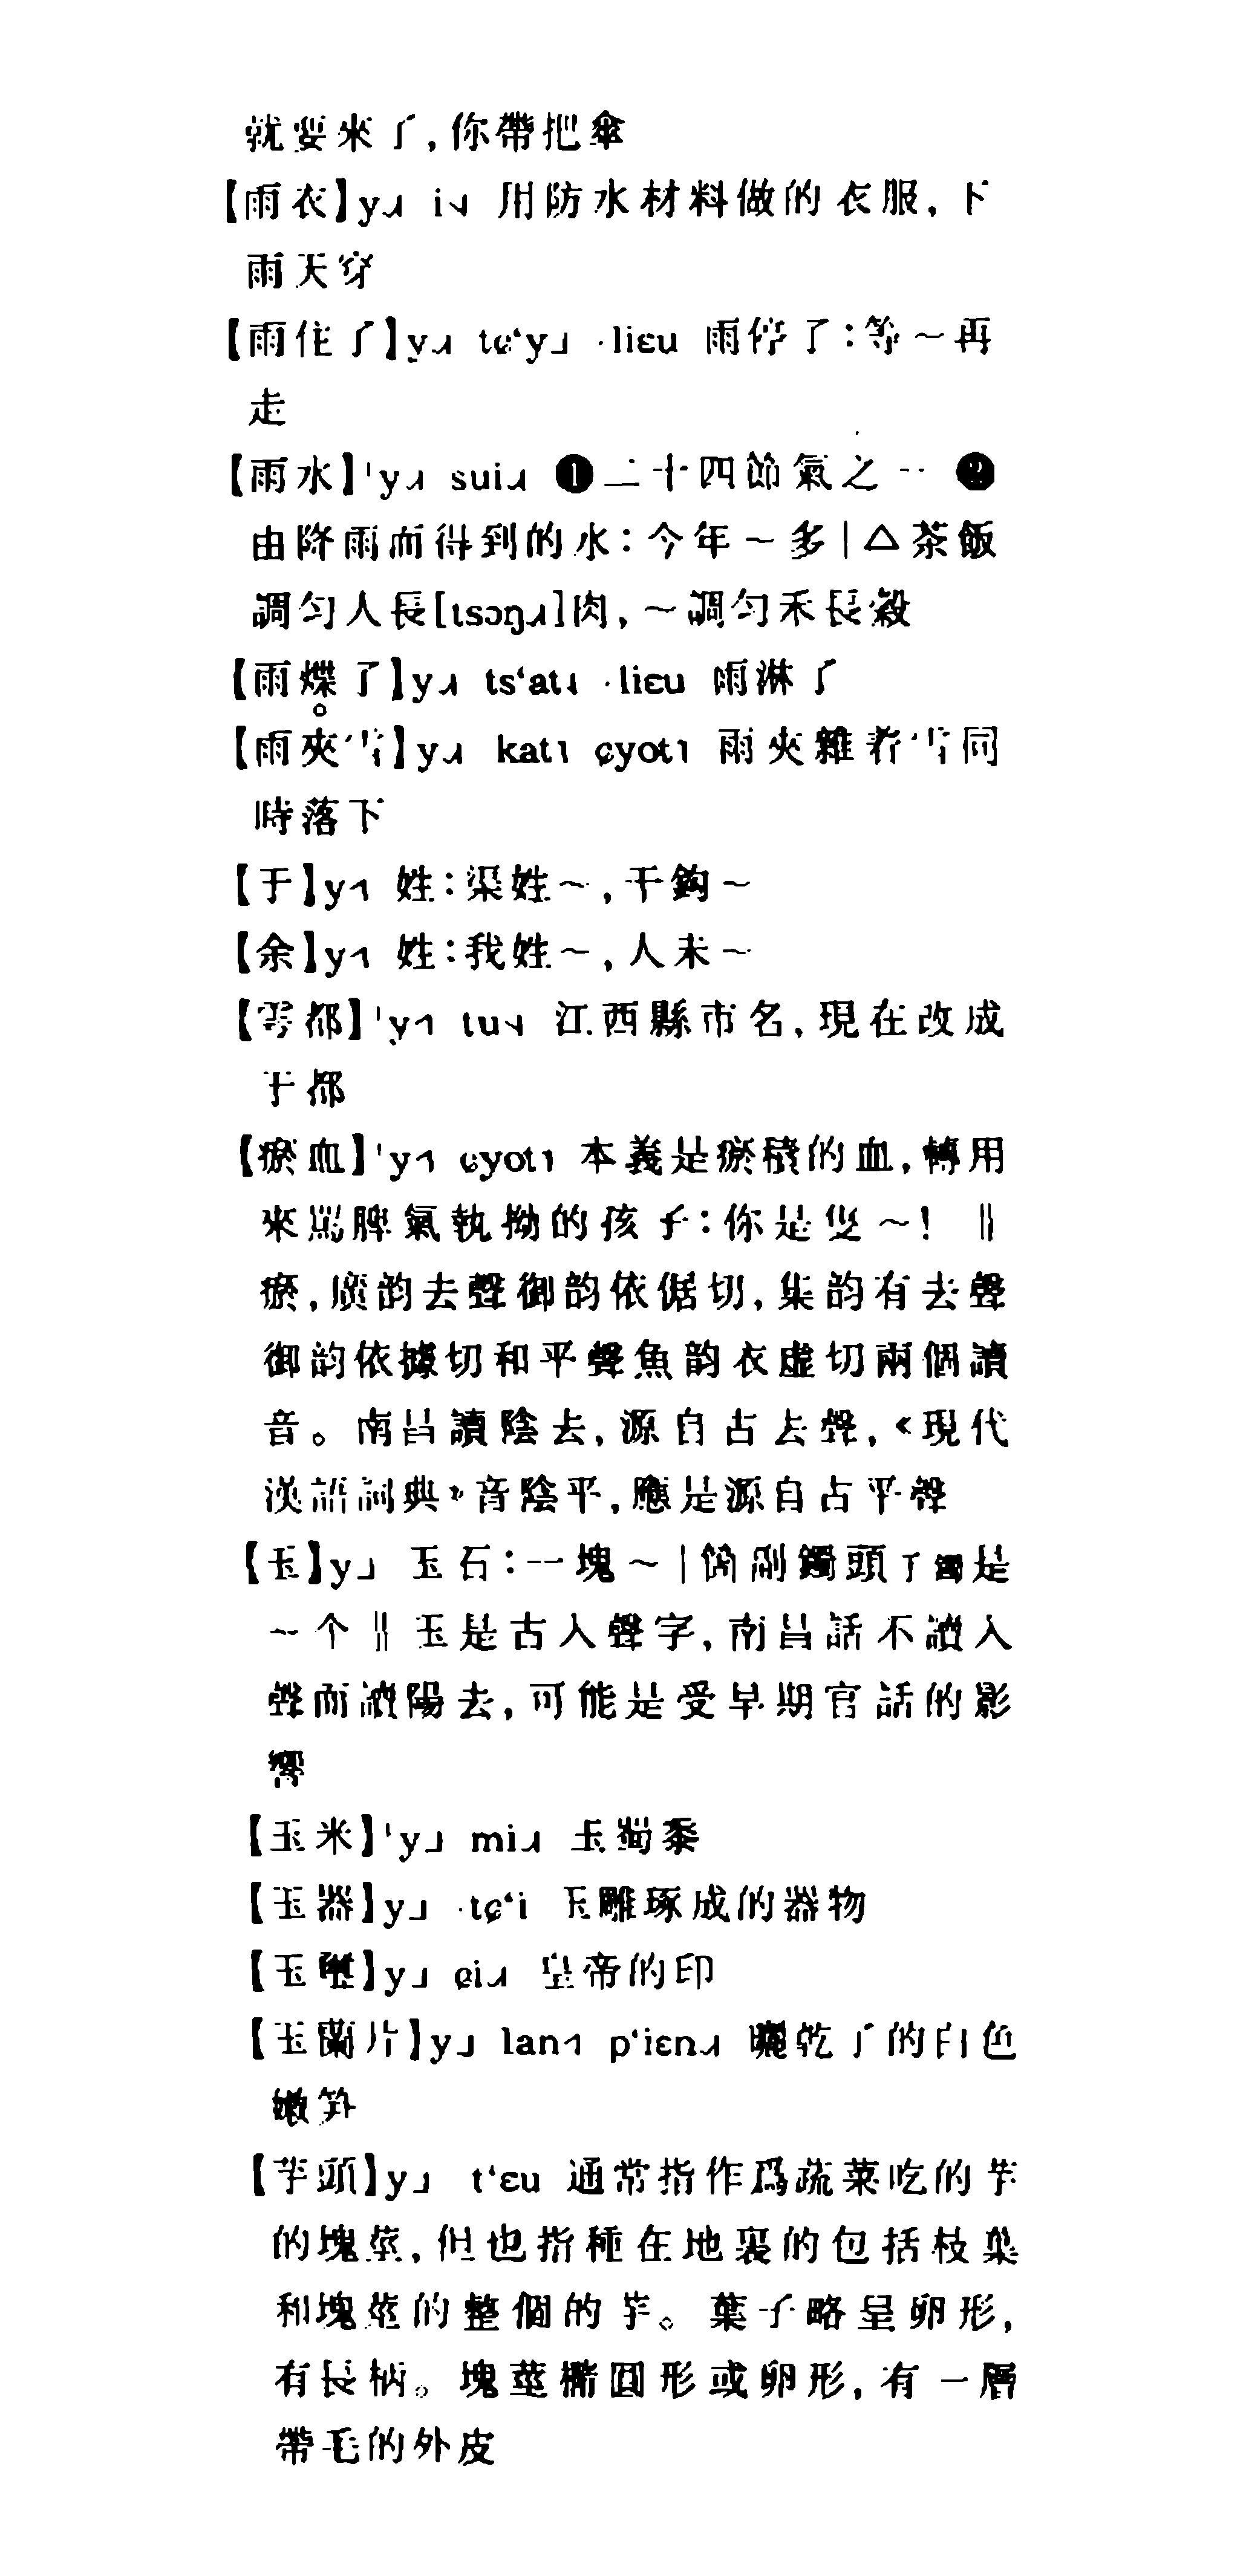 就要來了，你帶把傘
【雨衣】y˩˧ i˦˨ 用防水材料做的衣服，下
雨天穿
【雨住了】y˩˧ tɕ‘y˩ ·liɛu 雨停了：等～再
走
【雨水】ˈy˩˧ sui˩˧ ❶二十四節氣之一 ❷
由降雨而得到的水：今年～多｜△茶飯
調勻人長[tsɔŋ˩˧]肉，～調勻禾長穀
【雨煠了】y˩˧ ts‘at˨ ·liɛu 雨淋了
【雨夾雪】y˩˧ kat˥ ɕyot˥ 雨夾雜着雪同
時落下
【于】y˧˥ 姓：渠姓～，干鈎～
【余】y˧˥ 姓：我姓～，人未～
【雩都】ˈy˧˥ tu˦˨ 江西縣市名，現在改成
于都
【瘀血】ˈy˧˥ ɕyot˥ 本義是瘀積的血，轉用
來駡脾氣執拗的孩子：你是隻～！ ‖
瘀，廣韵去聲御韵依倨切，集韵有去聲
御韵依據切和平聲魚韵衣虛切兩個讀
音。南昌讀陰去，源自古去聲，《現代
漢語詞典》音陰平，應是源自古平聲
【玉】y˩ 玉石：一塊～｜箇副鐲頭子是
～个 ‖ 玉是古入聲字，南昌話不讀入
聲而讀陽去，可能是受早期官話的影
響
【玉米】ˈy˩ mi˩˧ 玉蜀黍
【玉器】y˩ ·tɕ‘i 玉雕琢成的器物
【玉璽】y˩ ɕi˩˧ 皇帝的印
【玉蘭片】y˩ lan˧˥ p‘iɛn˩˧ 曬乾了的白色
嫩笋
【芋頭】y˩ t‘ɛu 通常指作爲蔬菜吃的芋
的塊莖，但也指種在地裏的包括枝葉
和塊莖的整個的芋。葉子略呈卵形，
有長柄。塊莖橢圓形或卵形，有一層
帶毛的外皮